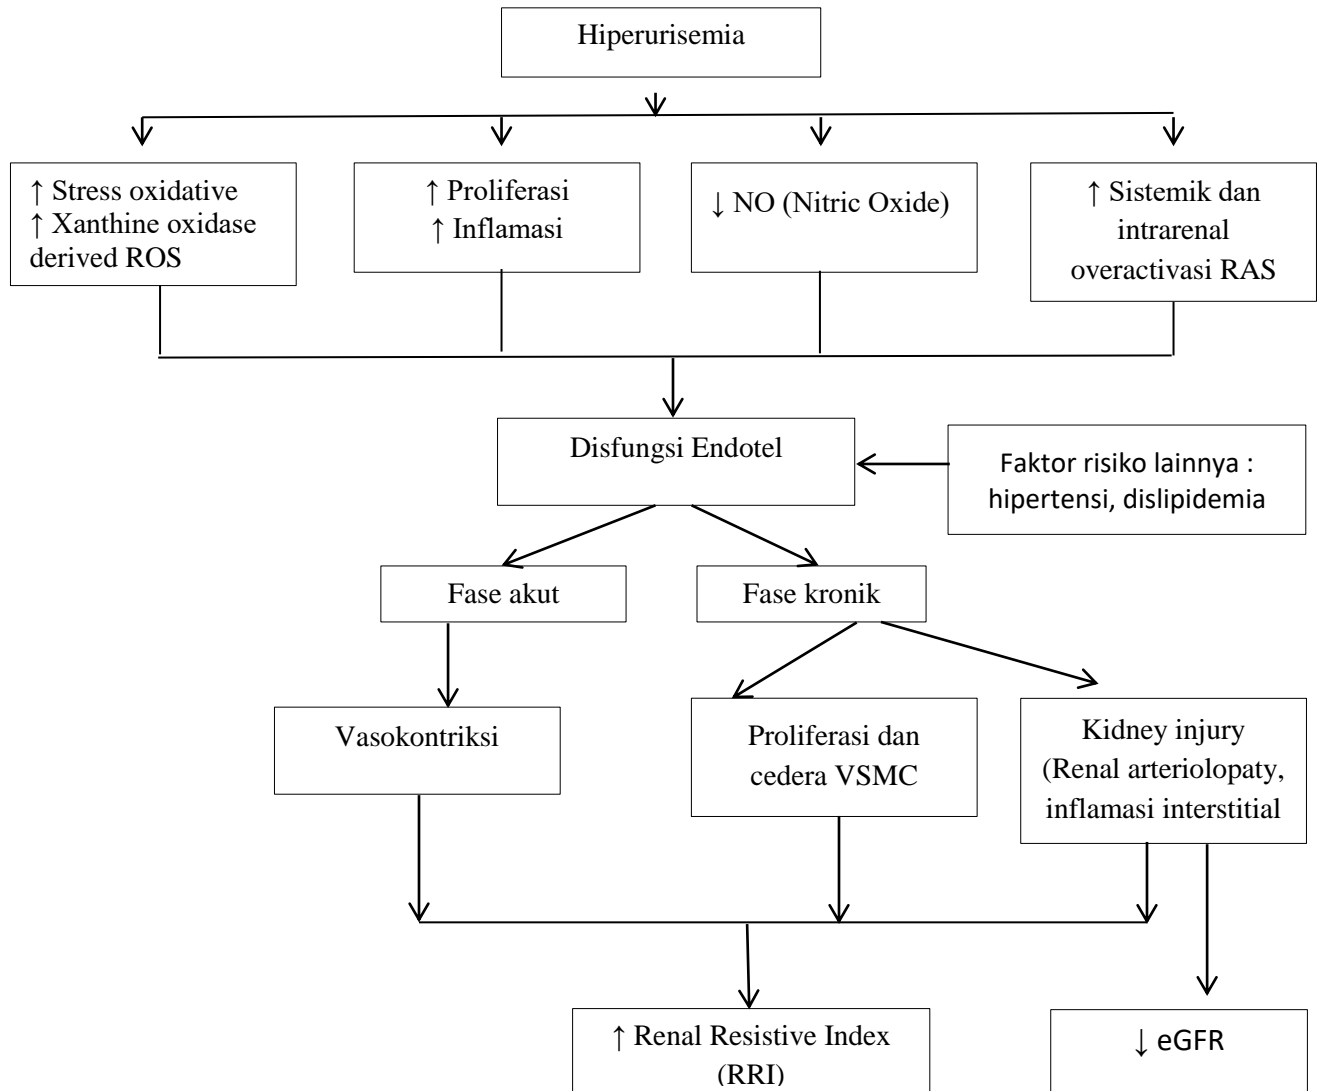 Hiperurisemia
↑ Stress oxidative
↑ Xanthine oxidase
derived ROS
↑ Proliferasi
↑ Inflamasi
↓ NO (Nitric Oxide)
↑ Sistemik dan
intrarenal
overactivasi RAS
Disfungsi Endotel
Faktor risiko lainnya :
hipertensi, dislipidemia
Fase akut
Fase kronik
Vasokontriksi
Proliferasi dan
cedera VSMC
Kidney injury
(Renal arteriolopaty,
inflamasi interstitial
↑ Renal Resistive Index
(RRI)
↓ eGFR